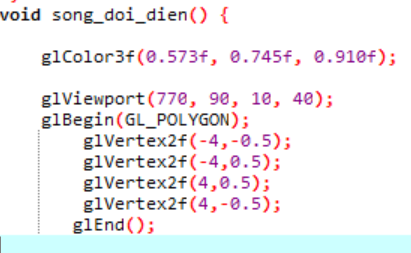 void song_doi_dien() {
glColor3f(0.573f, 0.745f, 0.910f);
glViewport(770, 90, 10, 40);
glBegin(GL_POLYGON);
glVertex2f(-4,-0.5);
glVertex2f(-4,0.5);
glVertex2f(4,0.5);
glVertex2f(4,-0.5);
glEnd();